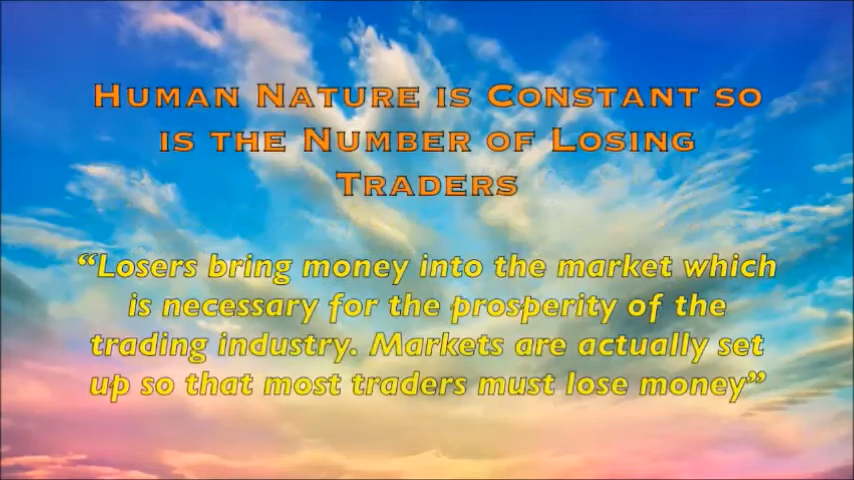 Human Nature is Constant so
is the Number of Losing
Traders
“Losers bring money into the market which
is necessary for the prosperity of the
trading industry. Markets are actually set
up so that most traders must lose money”